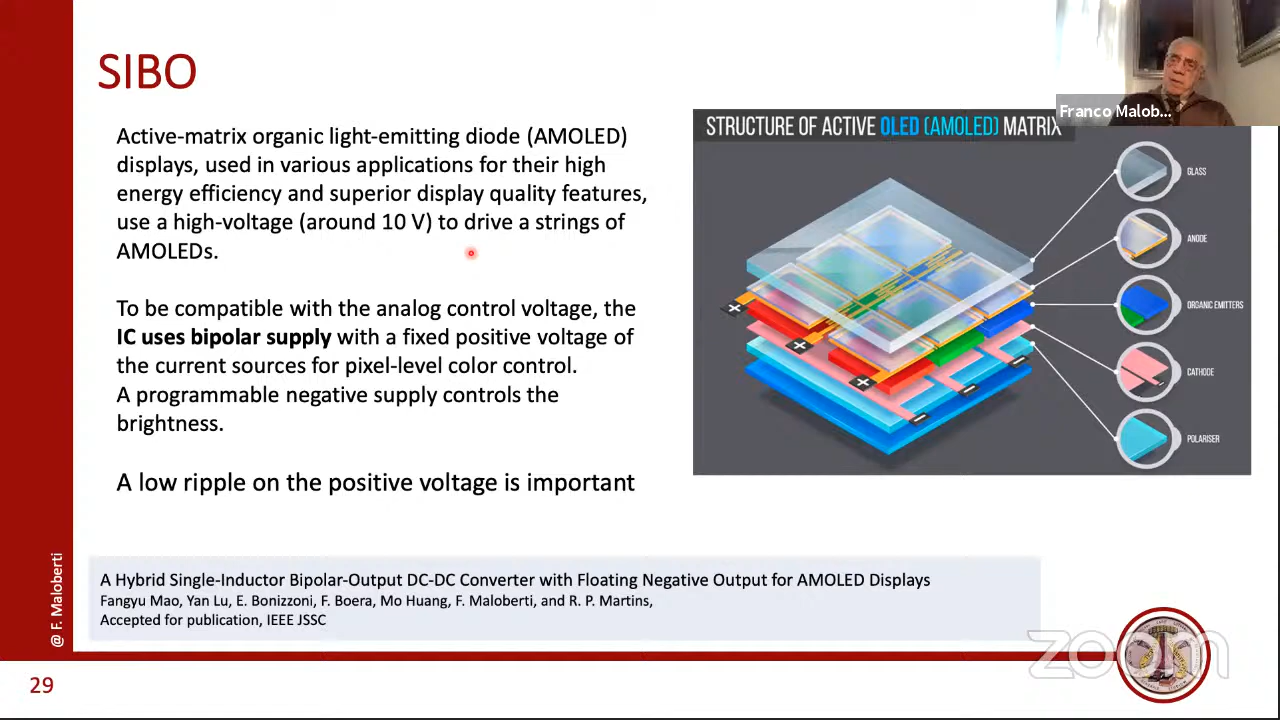 SIBO
Franco Malob...
Active-matrix organic light-emitting diode (AMOLED)
displays, used in various applications for their high
energy efficiency and superior display quality features,
use a high-voltage (around 10 V) to drive a strings of
AMOLEDs.
To be compatible with the analog control voltage, the
IC uses bipolar supply with a fixed positive voltage of
the current sources for pixel-level color control.
A programmable negative supply controls the
brightness.
A low ripple on the positive voltage is important
STRUCTURE OF ACTIVE OLED (AMOLED) MATRIX
GLASS
ANODE
ORGANIC EMITTERS
CATHODE
POLARISER
A Hybrid Single-Inductor Bipolar-Output DC-DC Converter with Floating Negative Output for AMOLED Displays
Fangyu Mao, Yan Lu, E. Bonizzoni, F. Boera, Mo Huang, F. Maloberti, and R. P. Martins,
Accepted for publication, IEEE JSSC
@ F. Maloberti
zoom
29